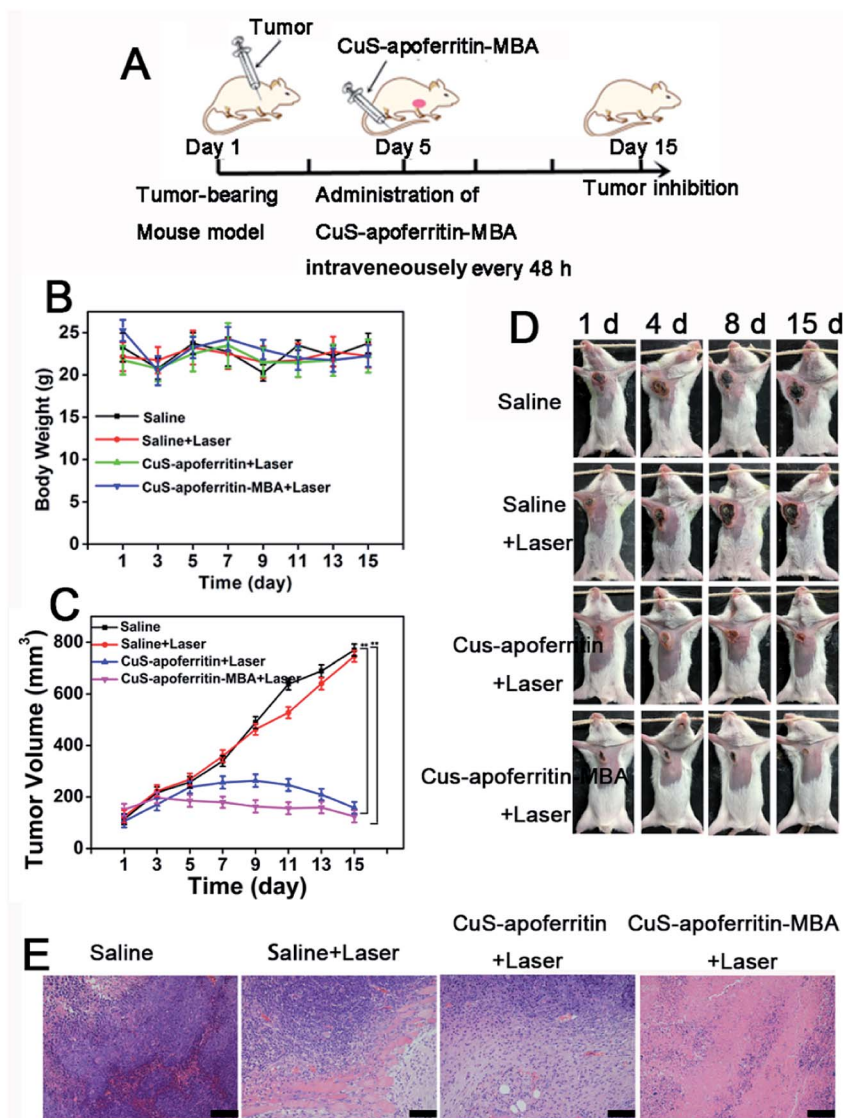 A
Tumor
CuS-apoferritin-MBA
Day 1
Day 5
Day 15
Tumor-bearing
Mouse model
Administration of
CuS-apoferritin-MBA
intraveneousely every 48 h
Tumor inhibition
B
25
20
15
10
5
0
Body Weight (g)
Saline
Saline+Laser
CuS-apoferritin+Laser
CuS-apoferritin-MBA+Laser
1 3 5 7 9 11 13 15
Time (day)
C
800
600
400
200
0
Tumor Volume (mm3)
Saline
Saline+Laser
CuS-apoferritin+Laser
CuS-apoferritin-MBA+Laser
** **
1 3 5 7 9 11 13 15
Time (day)
D
1 d 4 d 8 d 15 d
Saline
Saline
+Laser
Cus-apoferritin
+Laser
Cus-apoferritin-MBA
+Laser
E
Saline
Saline+Laser
CuS-apoferritin
+Laser
CuS-apoferritin-MBA
+Laser